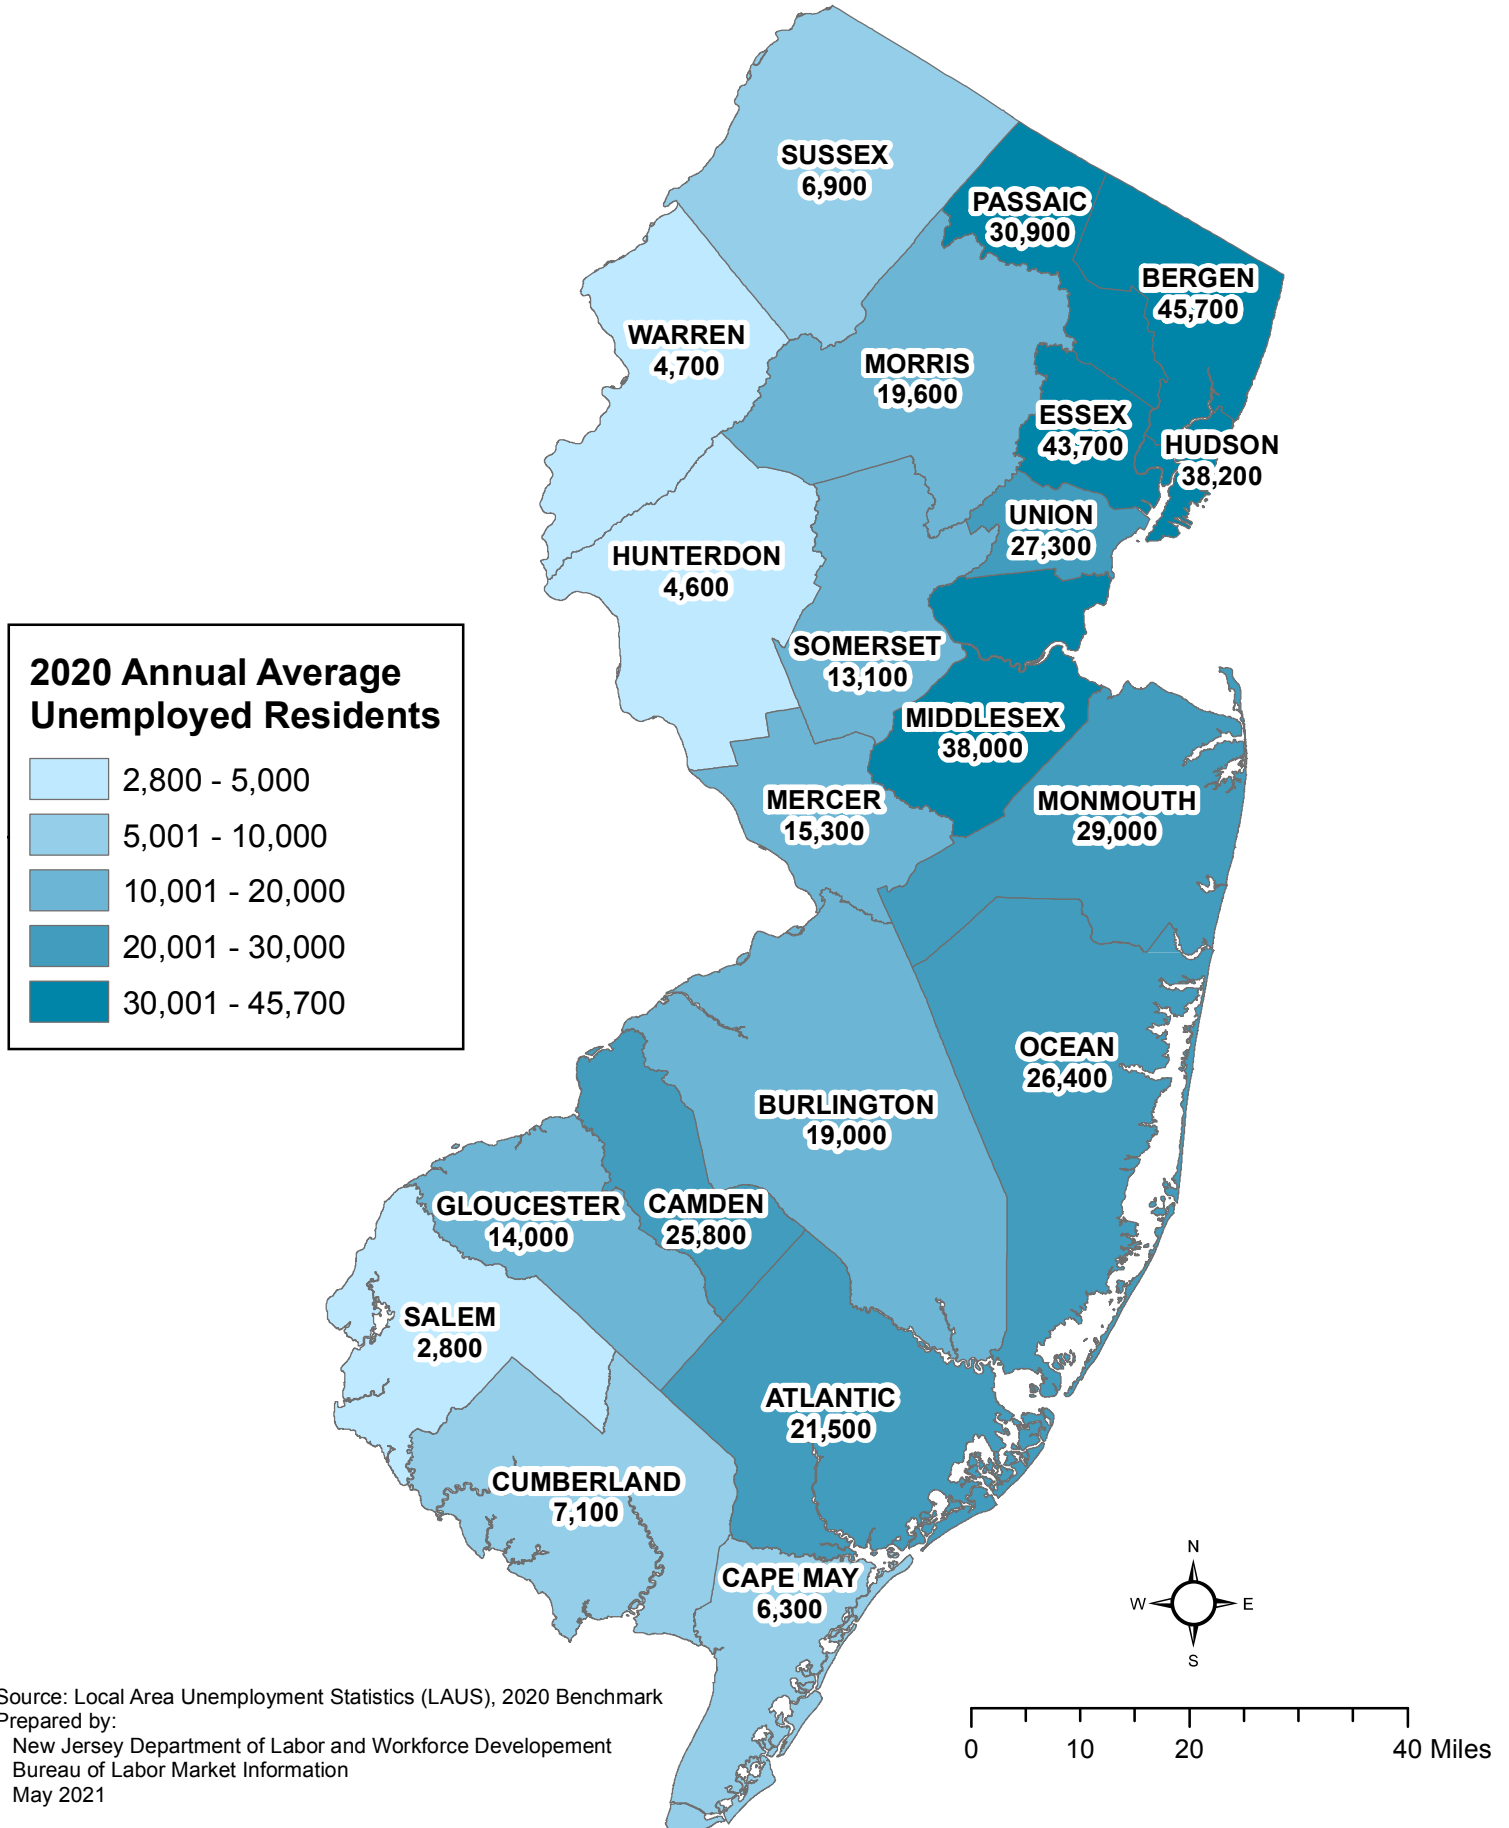 SUSSEX
6,900
PASSAIC
30,900
BERGEN
45,700
WARREN
4,700
MORRIS
19,600
ESSEX
43,700
HUDSON
38,200
UNION
27,300
HUNTERDON
4,600
SOMERSET
13,100
MIDDLESEX
38,000
MERCER
15,300
MONMOUTH
29,000
2020 Annual Average
Unemployed Residents
2,800 - 5,000
5,001 - 10,000
10,001 - 20,000
20,001 - 30,000
30,001 - 45,700
OCEAN
26,400
BURLINGTON
19,000
GLOUCESTER
14,000
CAMDEN
25,800
SALEM
2,800
ATLANTIC
21,500
CUMBERLAND
7,100
CAPE MAY
6,300
N
W E
S
0 10 20 40 Miles
Source: Local Area Unemployment Statistics (LAUS), 2020 Benchmark
Prepared by:
New Jersey Department of Labor and Workforce Developement
Bureau of Labor Market Information
May 2021